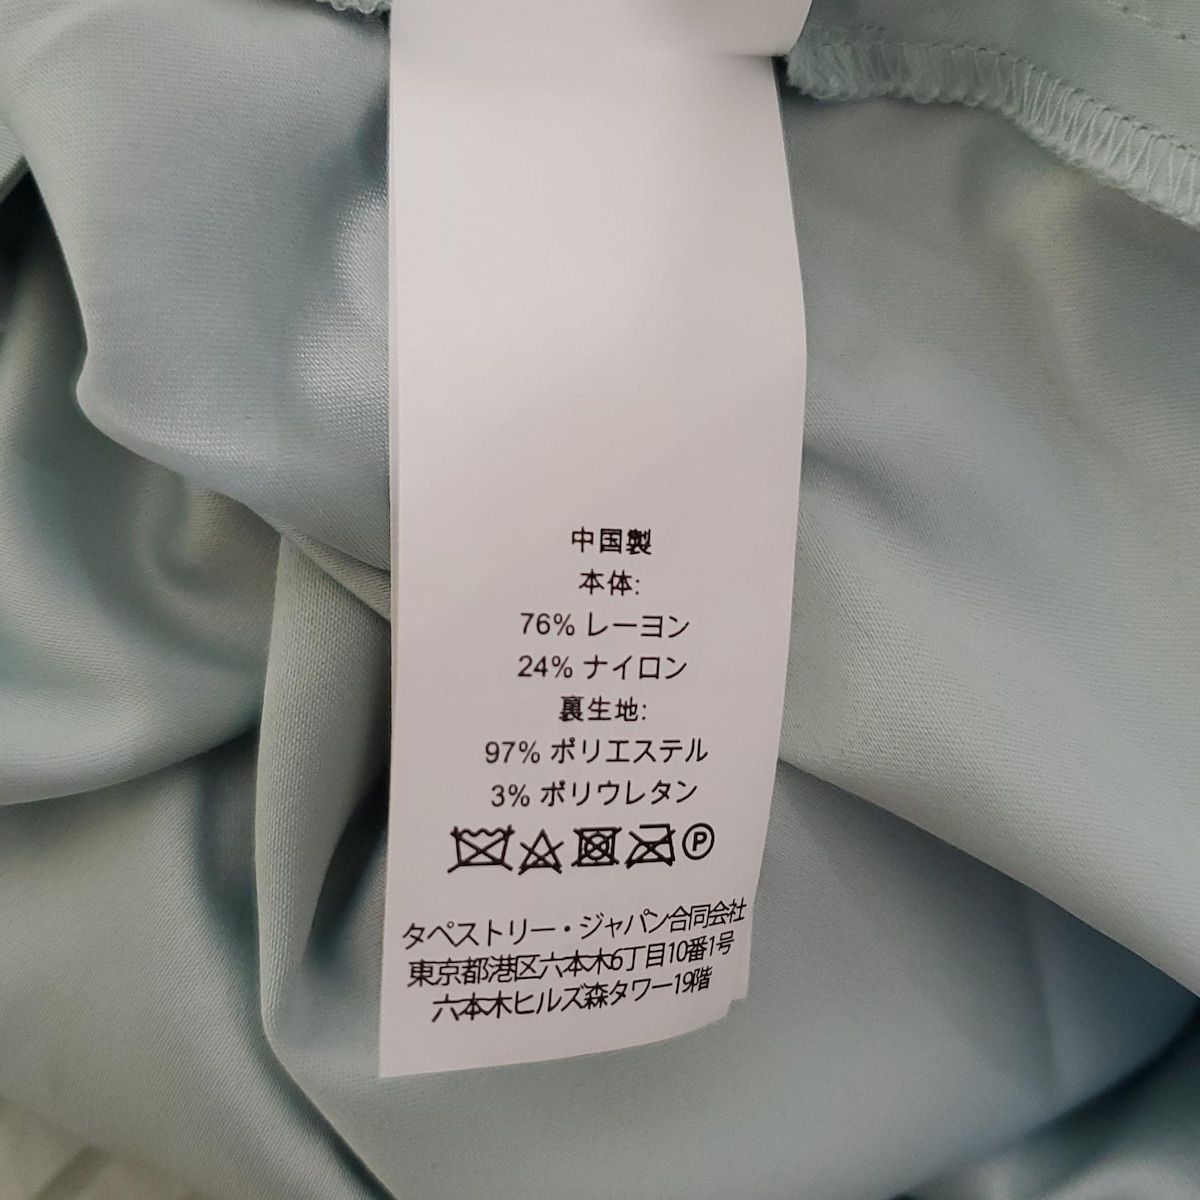 中国製
本体:
76% レーヨン
24% ナイロン
裏生地:
97% ポリエステル
3% ポリウレタン
P
タペストリー・ジャパン合同会社
東京都港区六本木6丁目10番1号
六本木ヒルズ森タワー19階